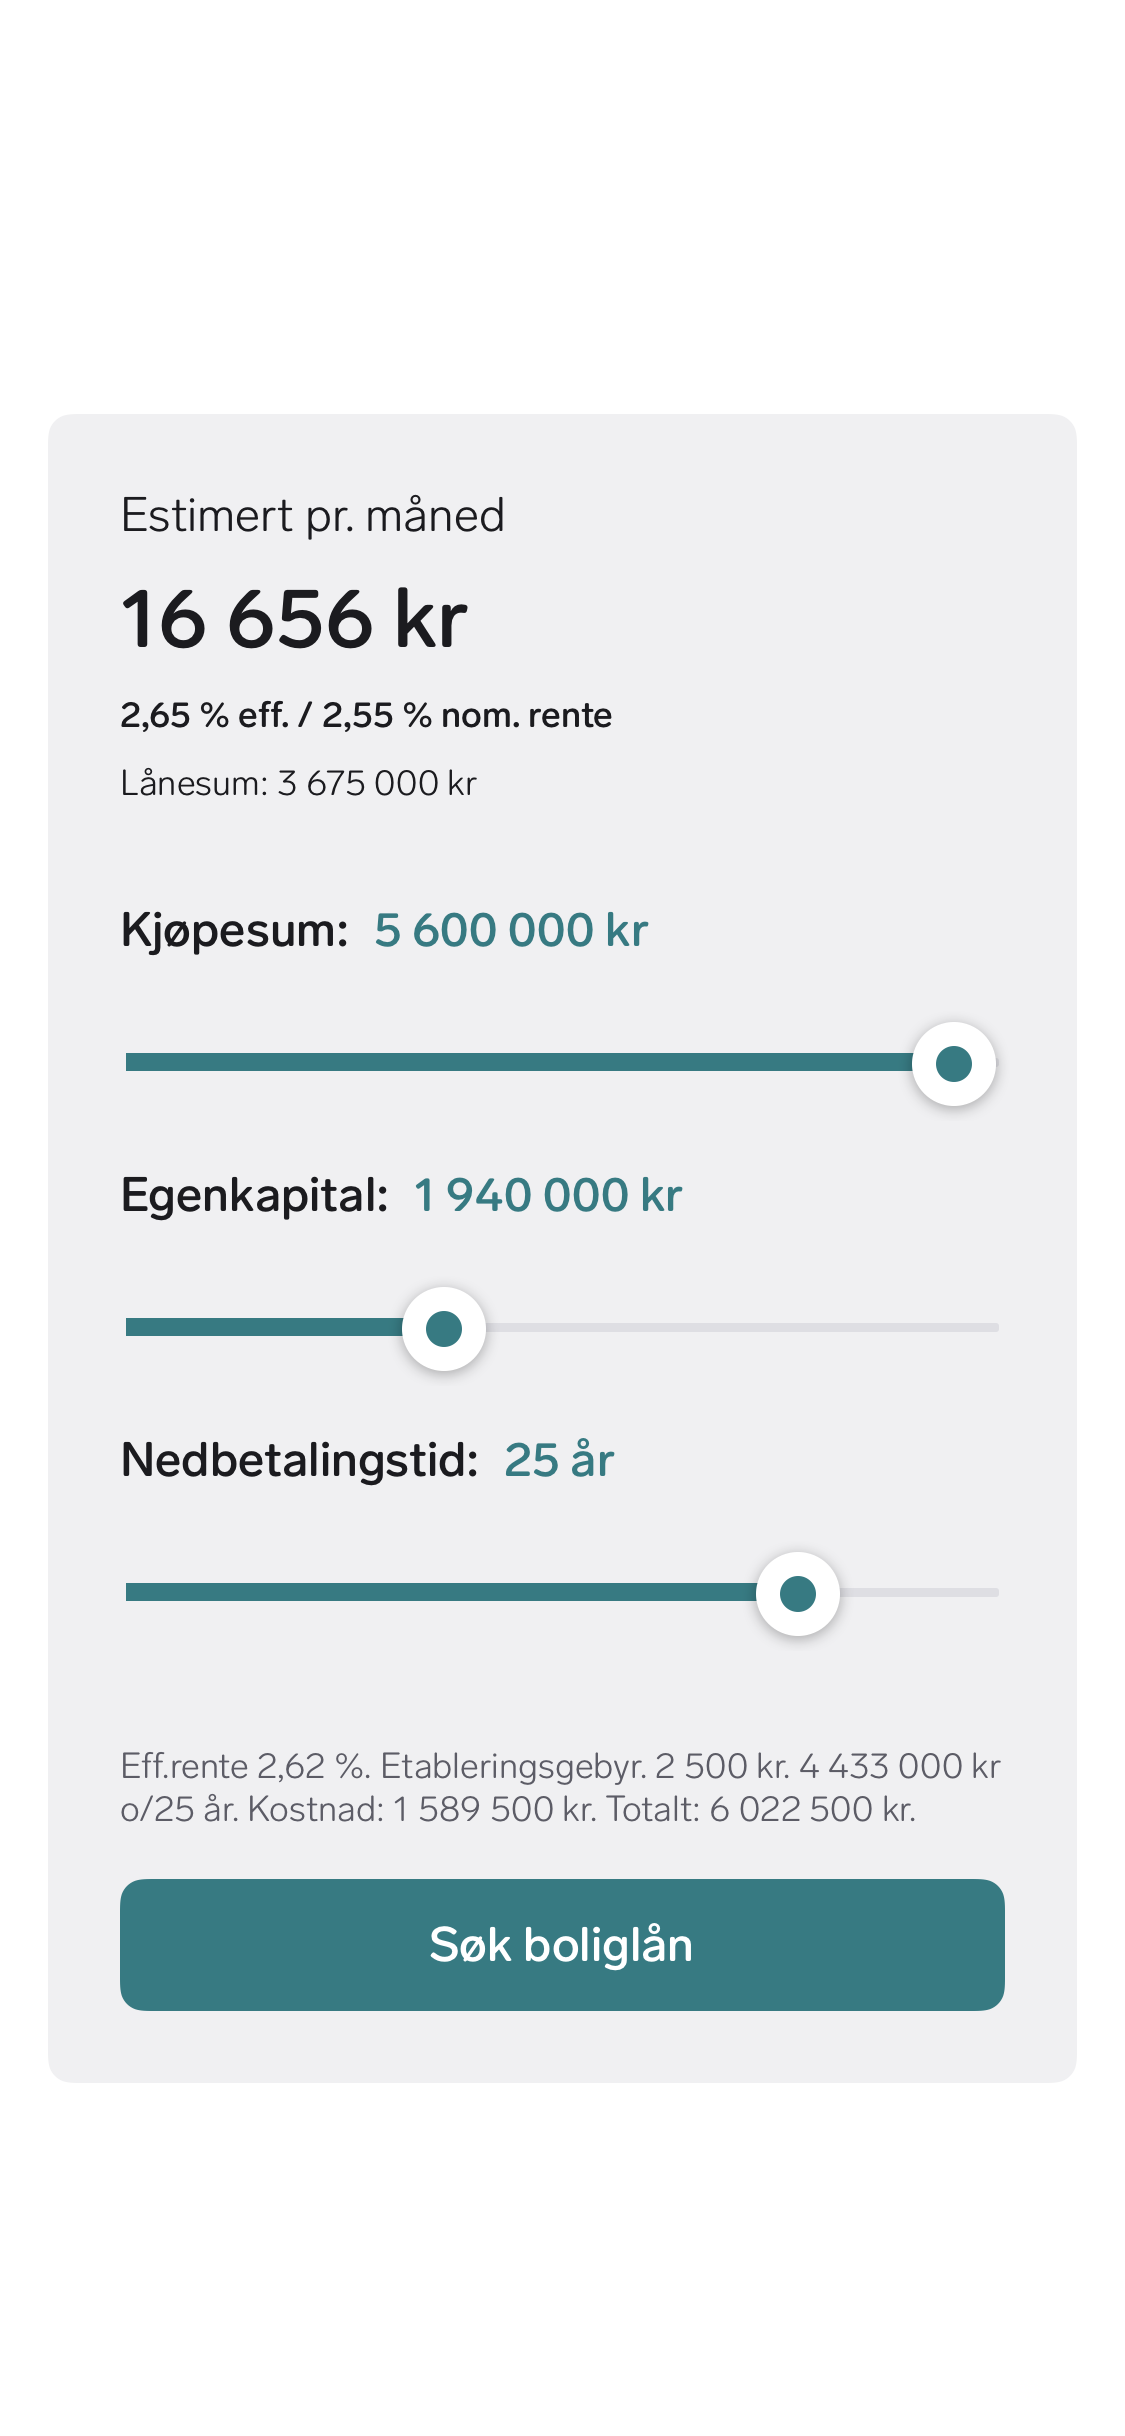 Estimert pr. måned
16 656 kr
2,65 % eff. / 2,55 % nom. rente
Lånesum: 3 675 000 kr
Kjøpesum: 5 600 000 kr
Egenkapital: 1 940 000 kr
Nedbetalingstid: 25 år
Eff.rente 2,62 %. Etableringsgebyr. 2 500 kr. 4 433 000 kr
o/25 år. Kostnad: 1 589 500 kr. Totalt: 6 022 500 kr.
Søk boliglån